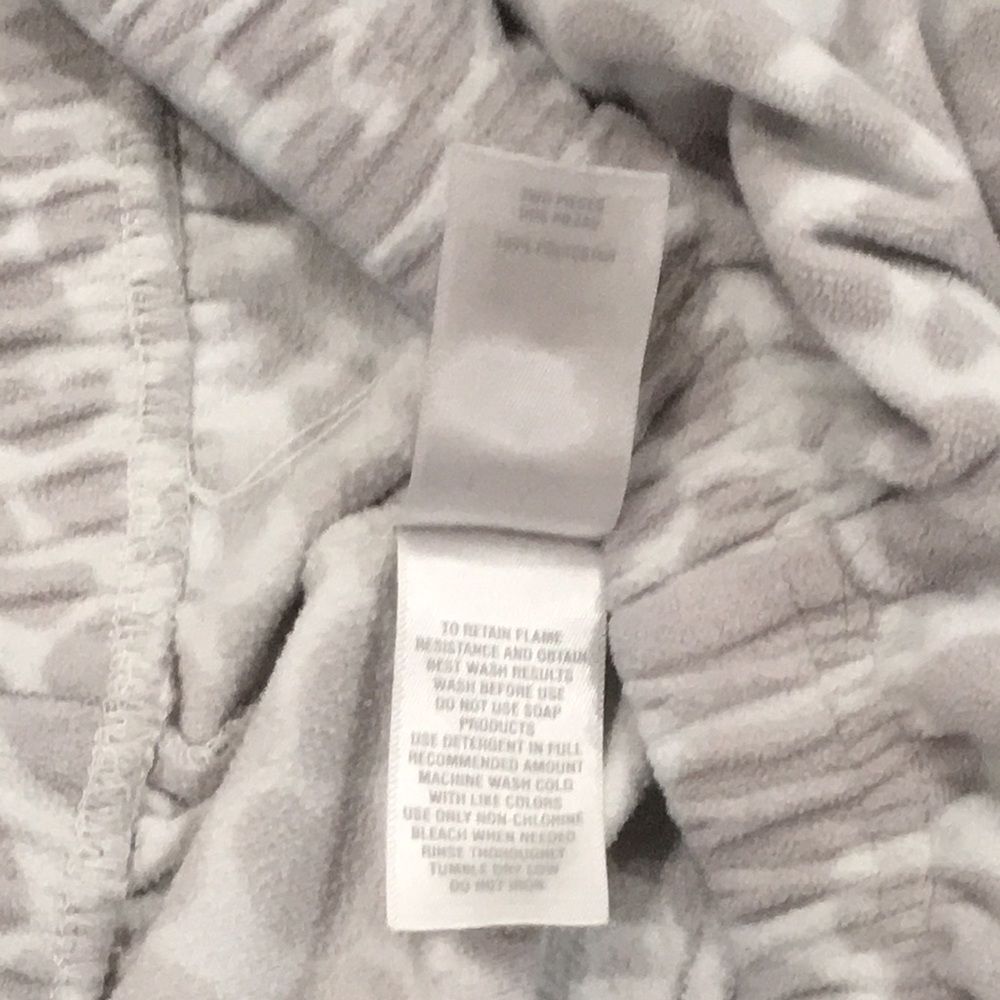 100% POLYESTER
TO RETAIN FLAME
RESISTANCE AND OBTAIN
BEST WASH RESULTS
WASH BEFORE USE
DO NOT USE SOAP
PRODUCTS
USE DETERGENT IN FULL
RECOMMENDED AMOUNT
MACHINE WASH COLD
WITH LIKE COLORS
USE ONLY NON-CHLORINE
BLEACH WHEN NEEDED
RINSE THOROUGHLY
TUMBLE DRY LOW
DO NOT IRON